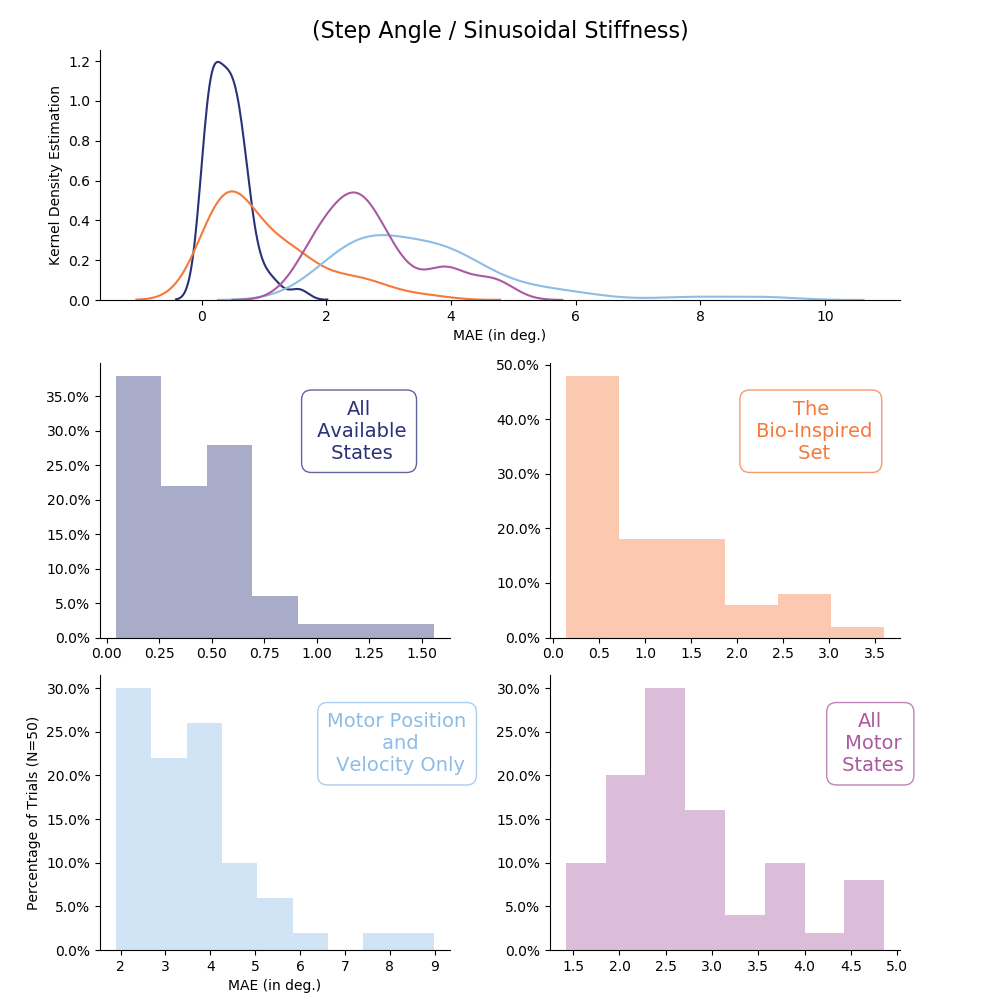 (Step Angle / Sinusoidal Stiffness)
1.2
1.0
0.8
0.6
0.4
0.2
0.0
Kernel Density Estimation
0 2 4 6 8 10
MAE (in deg.)
35.0%
30.0%
25.0%
20.0%
15.0%
10.0%
5.0%
0.0%
All
Available
States
0.00 0.25 0.50 0.75 1.00 1.25 1.50
50.0%
40.0%
30.0%
20.0%
10.0%
0.0%
The
Bio-Inspired
Set
0.0 0.5 1.0 1.5 2.0 2.5 3.0 3.5
30.0%
25.0%
20.0%
15.0%
10.0%
5.0%
0.0%
Percentage of Trials (N=50)
Motor Position
and
Velocity Only
2 3 4 5 6 7 8 9
MAE (in deg.)
30.0%
25.0%
20.0%
15.0%
10.0%
5.0%
0.0%
All
Motor
States
1.5 2.0 2.5 3.0 3.5 4.0 4.5 5.0